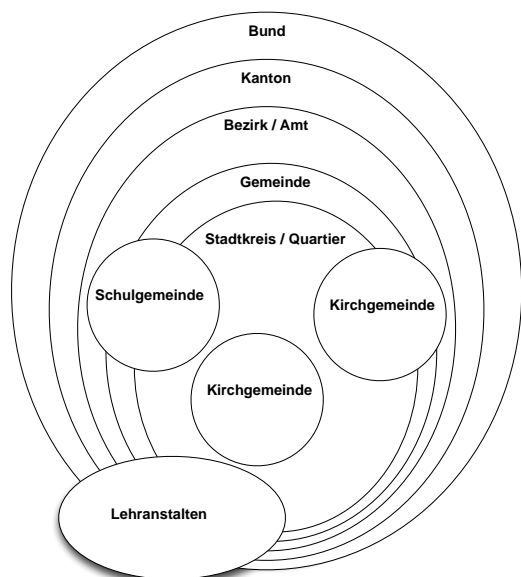 Bund
Kanton
Bezirk / Amt
Gemeinde
Stadtkreis / Quartier
Schulgemeinde
Kirchgemeinde
Kirchgemeinde
Lehranstalten